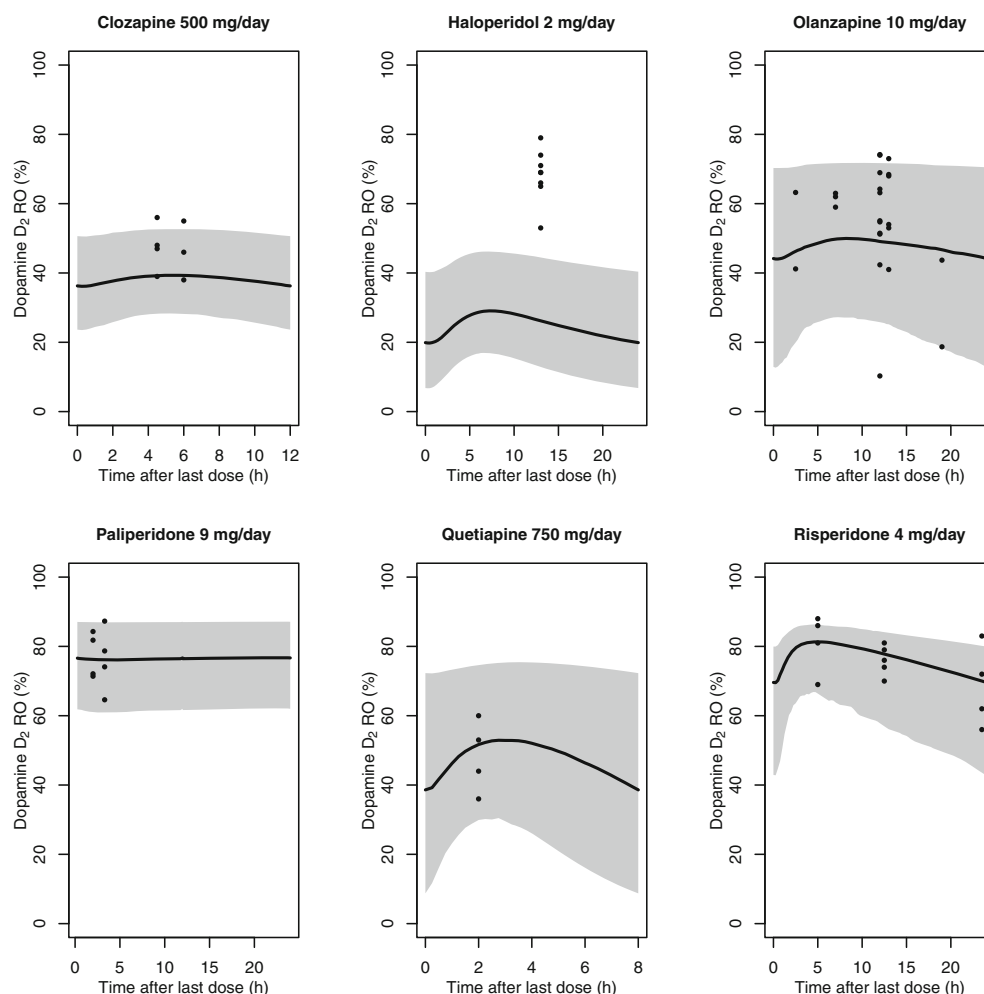 Clozapine 500 mg/day
Haloperidol 2 mg/day
Olanzapine 10 mg/day
Dopamine D₂ RO (%)
0 20 40 60 80 100
0 2 4 6 8 10 12
Time after last dose (h)
Dopamine D₂ RO (%)
0 20 40 60 80 100
0 5 10 15 20
Time after last dose (h)
Dopamine D₂ RO (%)
0 20 40 60 80 100
0 5 10 15 20
Time after last dose (h)
Paliperidone 9 mg/day
Quetiapine 750 mg/day
Risperidone 4 mg/day
Dopamine D₂ RO (%)
0 20 40 60 80 100
0 5 10 15 20
Time after last dose (h)
Dopamine D₂ RO (%)
0 20 40 60 80 100
0 2 4 6 8
Time after last dose (h)
Dopamine D₂ RO (%)
0 20 40 60 80 100
0 5 10 15 20
Time after last dose (h)